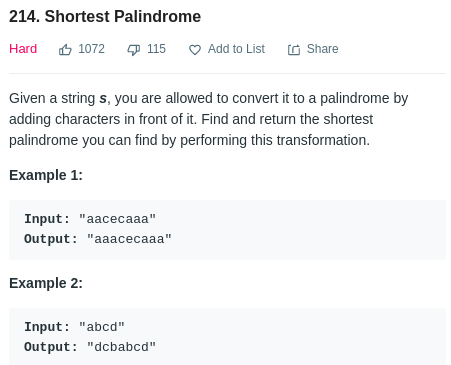 214. Shortest Palindrome
Hard 1072 115 Add to List Share
Given a string s, you are allowed to convert it to a palindrome by
adding characters in front of it. Find and return the shortest
palindrome you can find by performing this transformation.
Example 1:
Input: "aacecaaa"
Output: "aaacecaaa"
Example 2:
Input: "abcd"
Output: "dcbabcd"